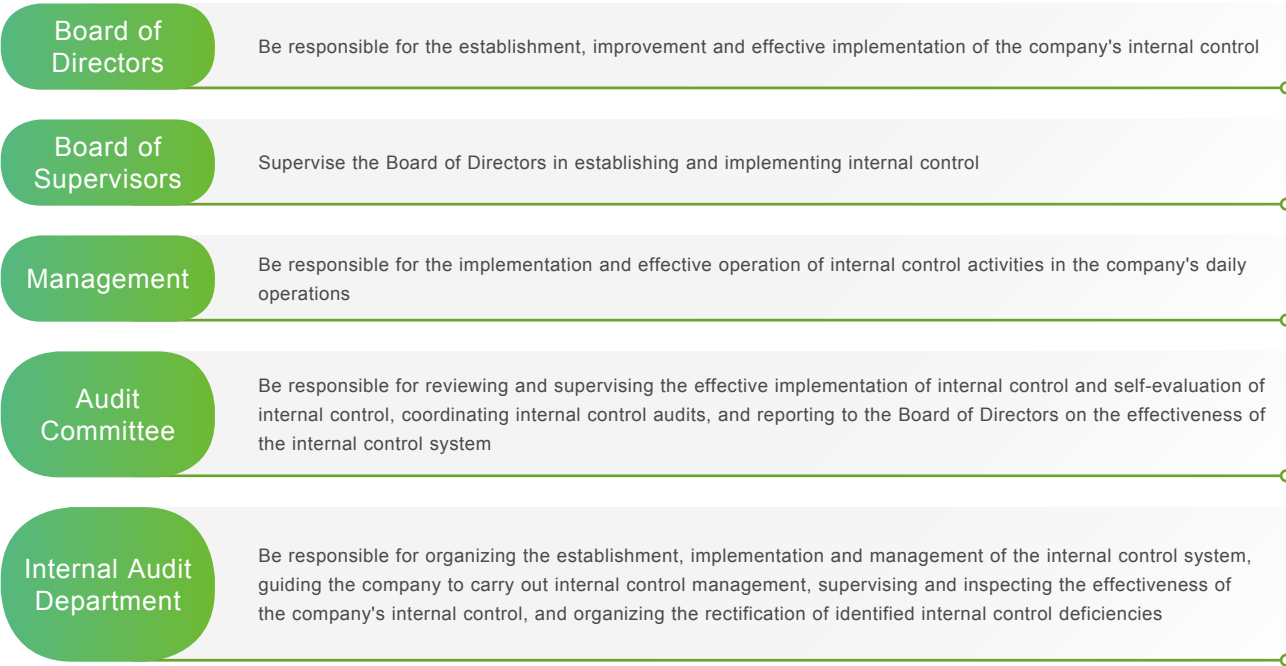 Board of
Directors
Be responsible for the establishment, improvement and effective implementation of the company's internal control
Board of
Supervisors
Supervise the Board of Directors in establishing and implementing internal control
Management
Be responsible for the implementation and effective operation of internal control activities in the company's daily
operations
Audit
Committee
Be responsible for reviewing and supervising the effective implementation of internal control and self-evaluation of
internal control, coordinating internal control audits, and reporting to the Board of Directors on the effectiveness of
the internal control system
Internal Audit
Department
Be responsible for organizing the establishment, implementation and management of the internal control system,
guiding the company to carry out internal control management, supervising and inspecting the effectiveness of
the company's internal control, and organizing the rectification of identified internal control deficiencies